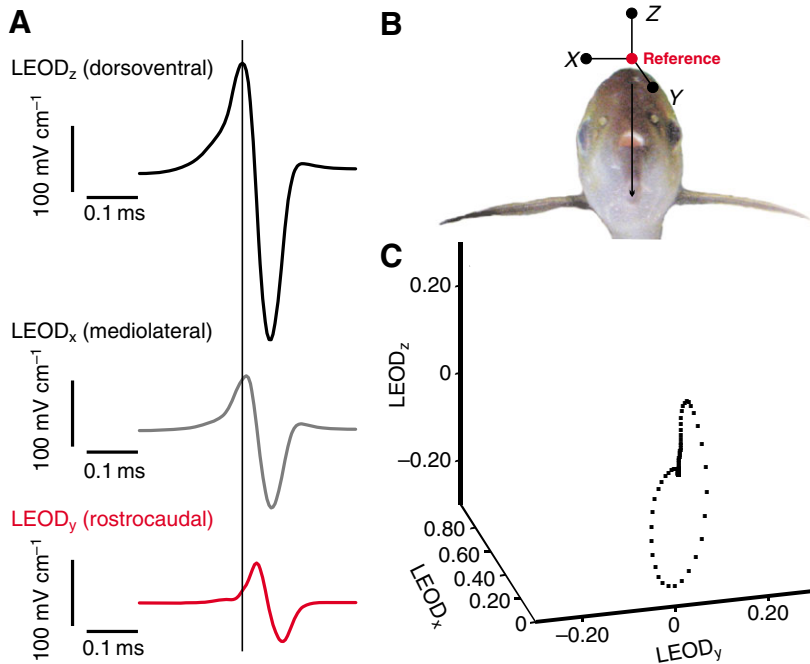 A
LEODz (dorsoventral)
100 mV cm–1
0.1 ms
LEODx (mediolateral)
100 mV cm–1
0.1 ms
LEODy (rostrocaudal)
100 mV cm–1
0.1 ms
B
Z
X
Reference
Y
C
0.20
0
–0.20
LEODz
0.80
0.60
0.40
0.20
0
LEODx
–0.20
0
0.20
LEODy